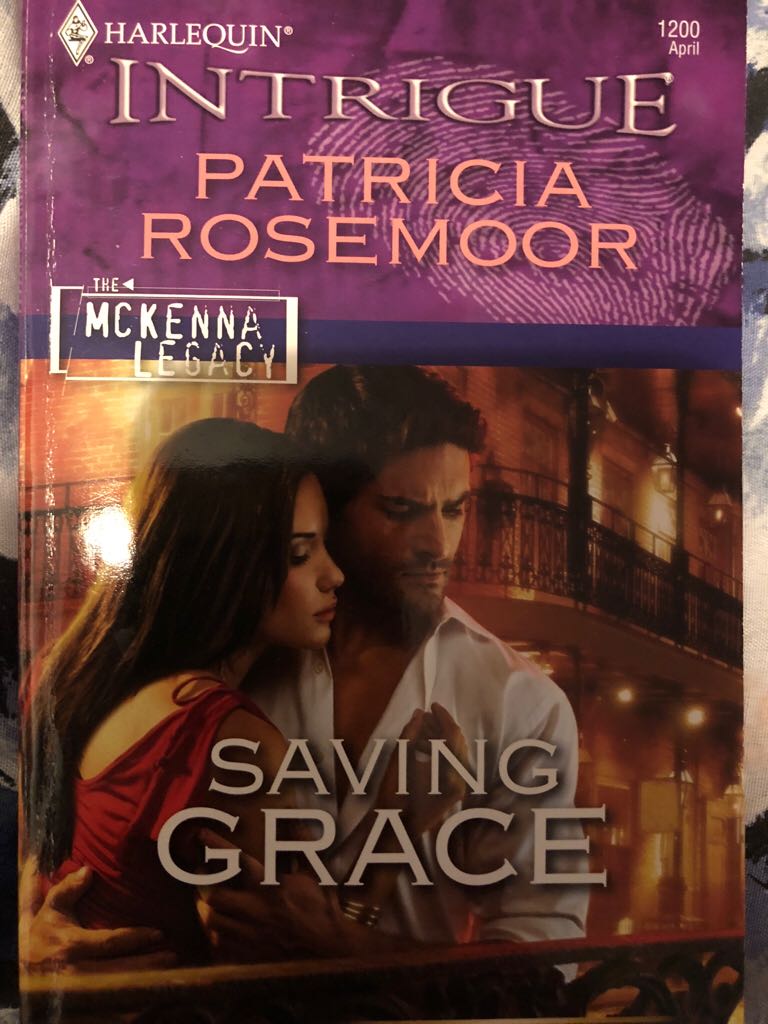 HARLEQUIN®
1200
April
INTRIGUE®
PATRICIA
ROSEMOOR
THE
MCKENNA
LEGACY
SAVING
GRACE